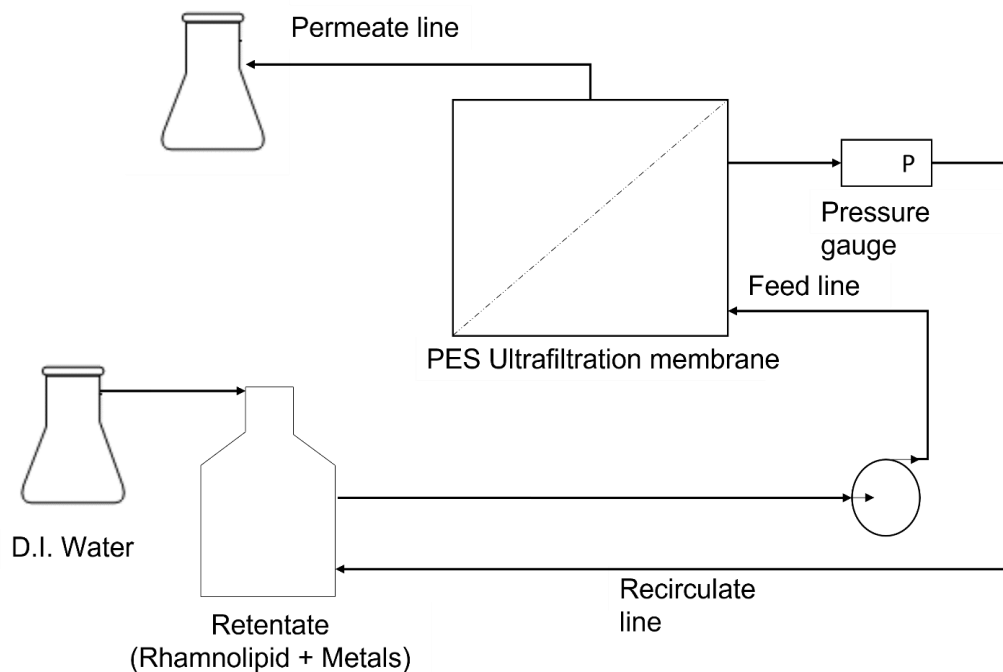 Permeate line
P
Pressure
gauge
Feed line
PES Ultrafiltration membrane
D.I. Water
Recirculate
line
Retentate
(Rhamnolipid + Metals)